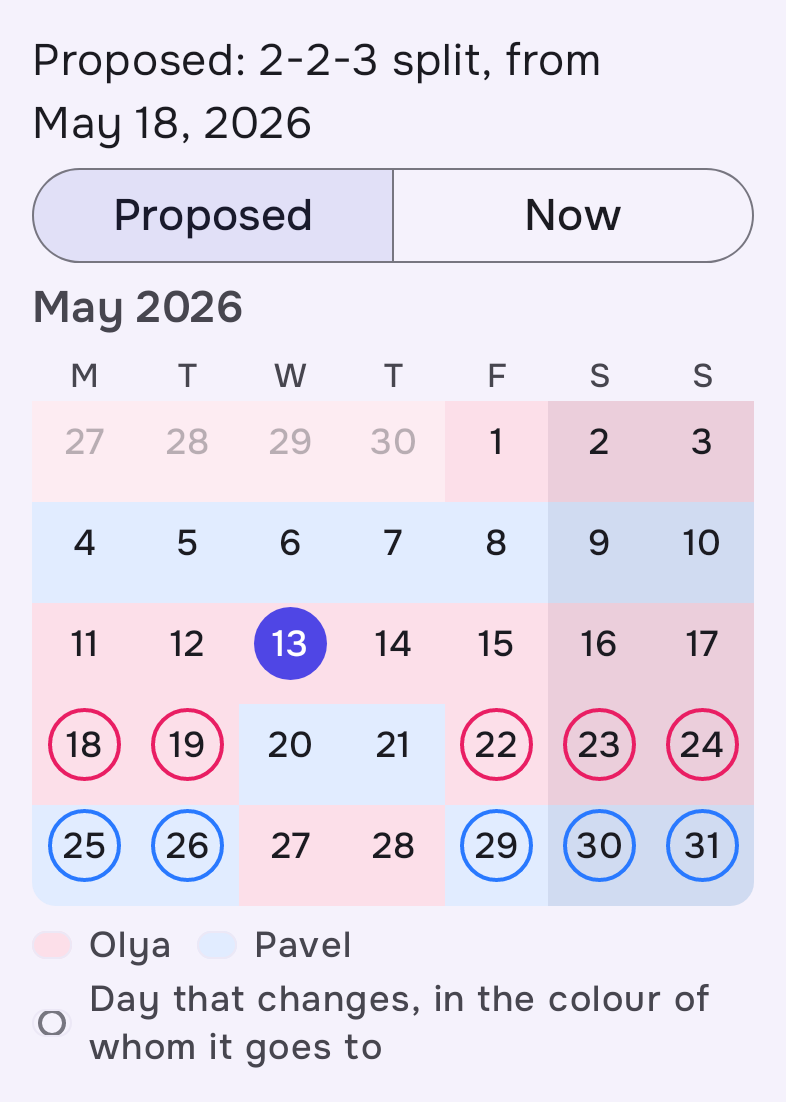 Proposed: 2-2-3 split, from
May 18, 2026
Proposed Now
May 2026
M T W T F S S
27 28 29 30 1 2 3
4 5 6 7 8 9 10
11 12 13 14 15 16 17
18 19 20 21 22 23 24
25 26 27 28 29 30 31
Olya Pavel
Day that changes, in the colour of
whom it goes to